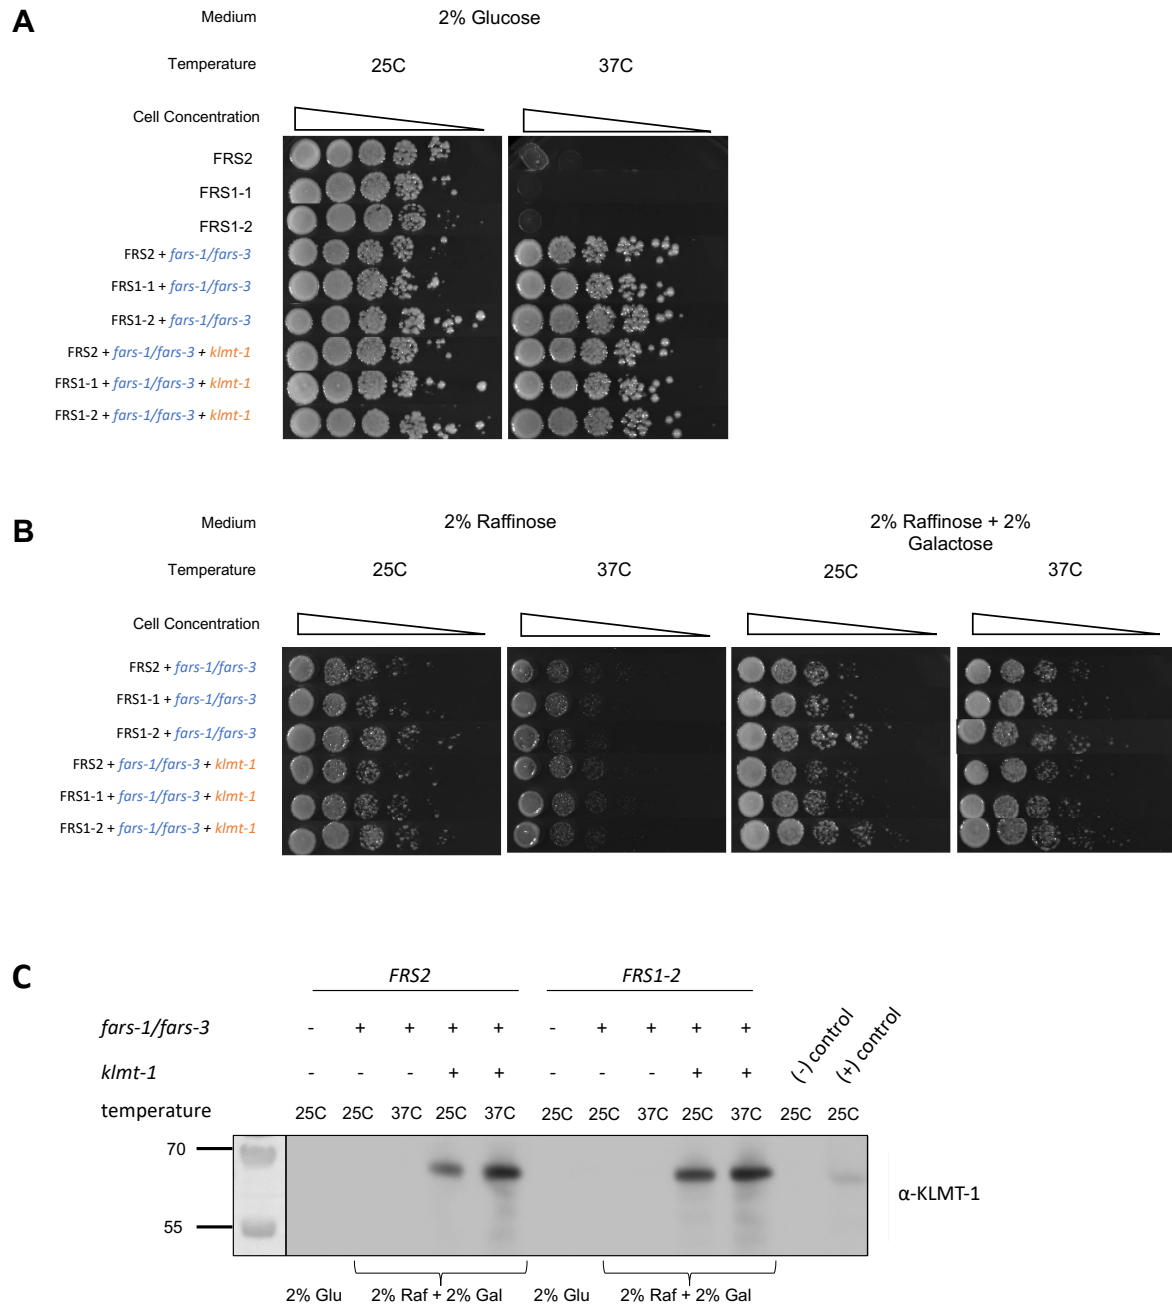 A
Medium
2% Glucose
Temperature
25C
37C
Cell Concentration
FRS2
FRS1-1
FRS1-2
FRS2 + fars-1/fars-3
FRS1-1 + fars-1/fars-3
FRS1-2 + fars-1/fars-3
FRS2 + fars-1/fars-3 + klmt-1
FRS1-1 + fars-1/fars-3 + klmt-1
FRS1-2 + fars-1/fars-3 + klmt-1
B
Medium
2% Raffinose
2% Raffinose + 2%
Galactose
Temperature
25C
37C
25C
37C
Cell Concentration
FRS2 + fars-1/fars-3
FRS1-1 + fars-1/fars-3
FRS1-2 + fars-1/fars-3
FRS2 + fars-1/fars-3 + klmt-1
FRS1-1 + fars-1/fars-3 + klmt-1
FRS1-2 + fars-1/fars-3 + klmt-1
C
FRS2
FRS1-2
fars-1/fars-3 - + + + + - + + + +
klmt-1 - - - + + - - - + +
(-) control
(+) control
temperature 25C 25C 37C 25C 37C 25C 25C 37C 25C 37C 25C 25C
70
55
α-KLMT-1
2% Glu
2% Raf + 2% Gal
2% Glu
2% Raf + 2% Gal